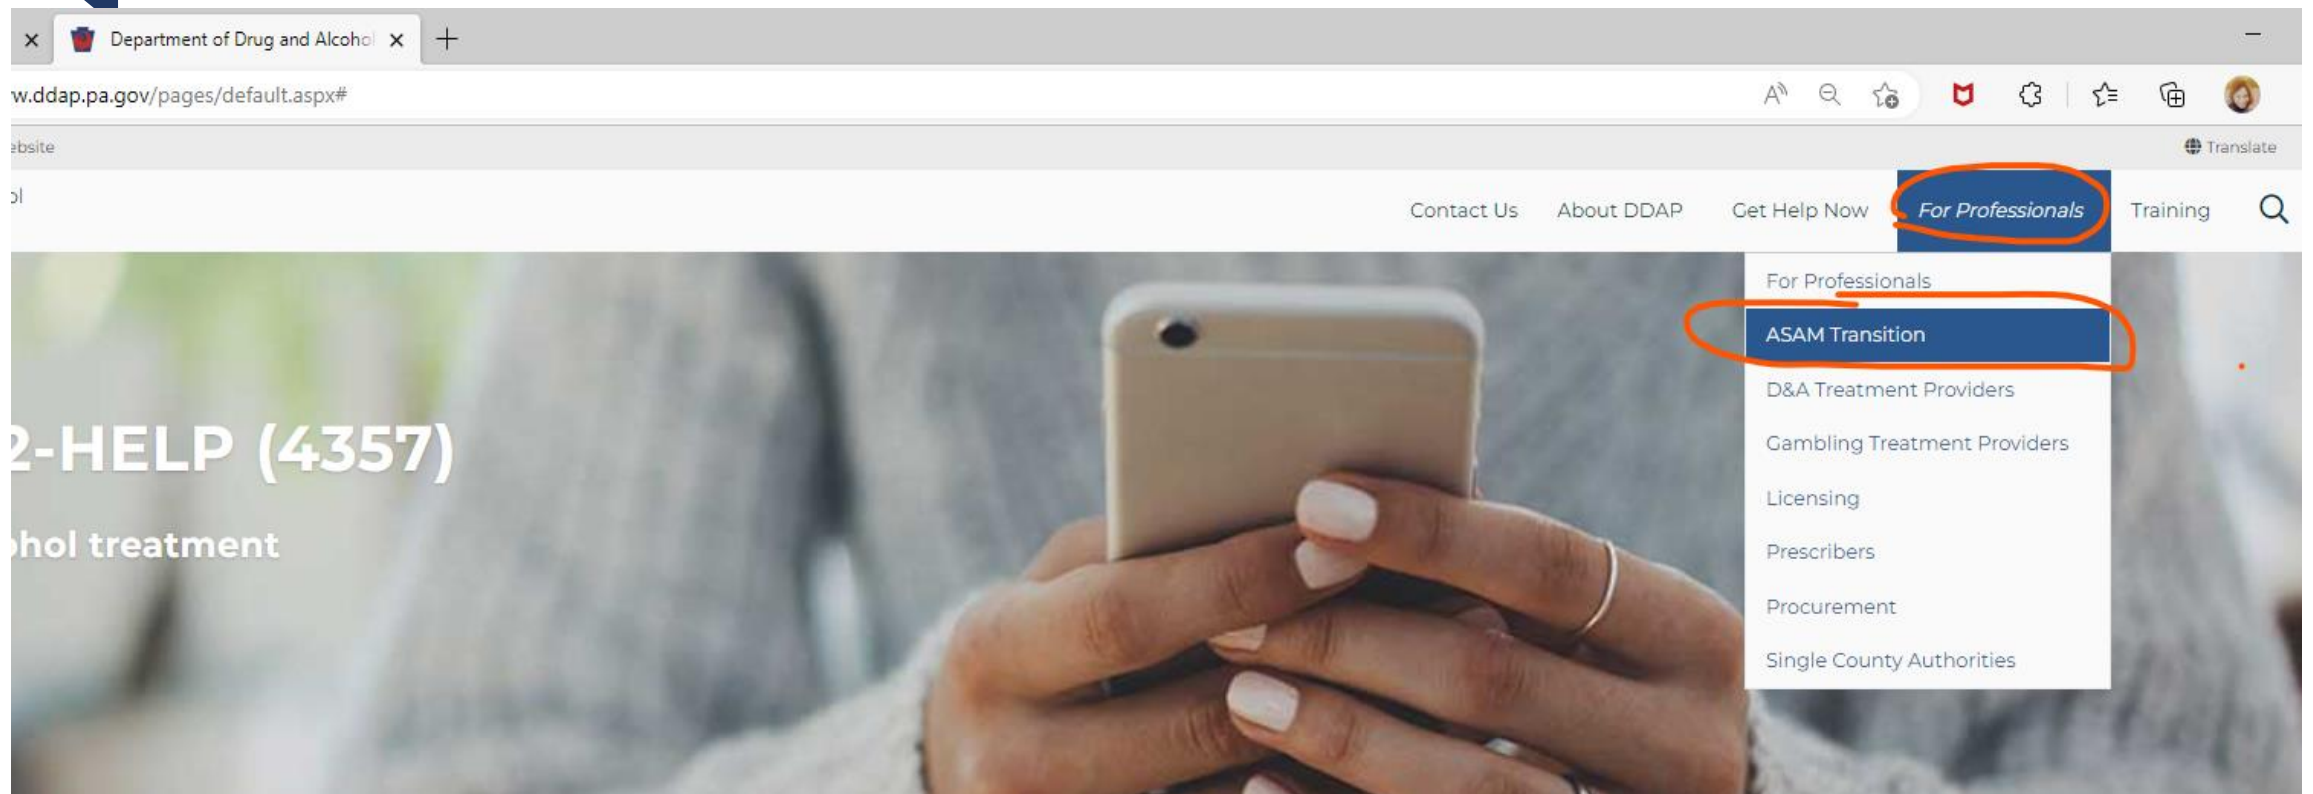 Department of Drug and Alcohol
w.ddap.pa.gov/pages/default.aspx#
ebsite
Translate
ol
Contact Us About DDAP Get Help Now For Professionals Training
For Professionals
ASAM Transition
D&A Treatment Providers
Gambling Treatment Providers
Licensing
Prescribers
Procurement
Single County Authorities
2-HELP (4357)
ohol treatment